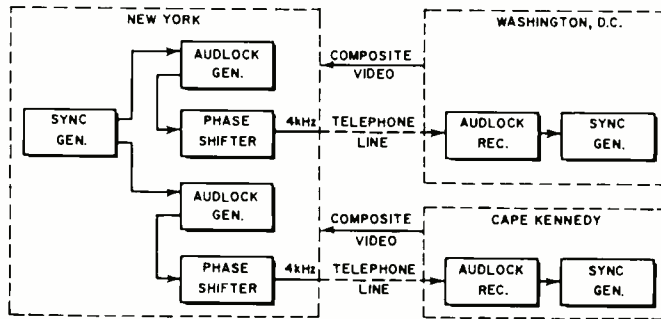 NEW YORK
SYNC
GEN.
AUDLOCK
GEN.
PHASE
SHIFTER
AUDLOCK
GEN.
PHASE
SHIFTER
4kHz
4kHz
COMPOSITE
VIDEO
TELEPHONE
LINE
COMPOSITE
VIDEO
TELEPHONE
LINE
WASHINGTON, D.C.
AUDLOCK
REC.
SYNC
GEN.
CAPE KENNEDY
AUDLOCK
REC.
SYNC
GEN.